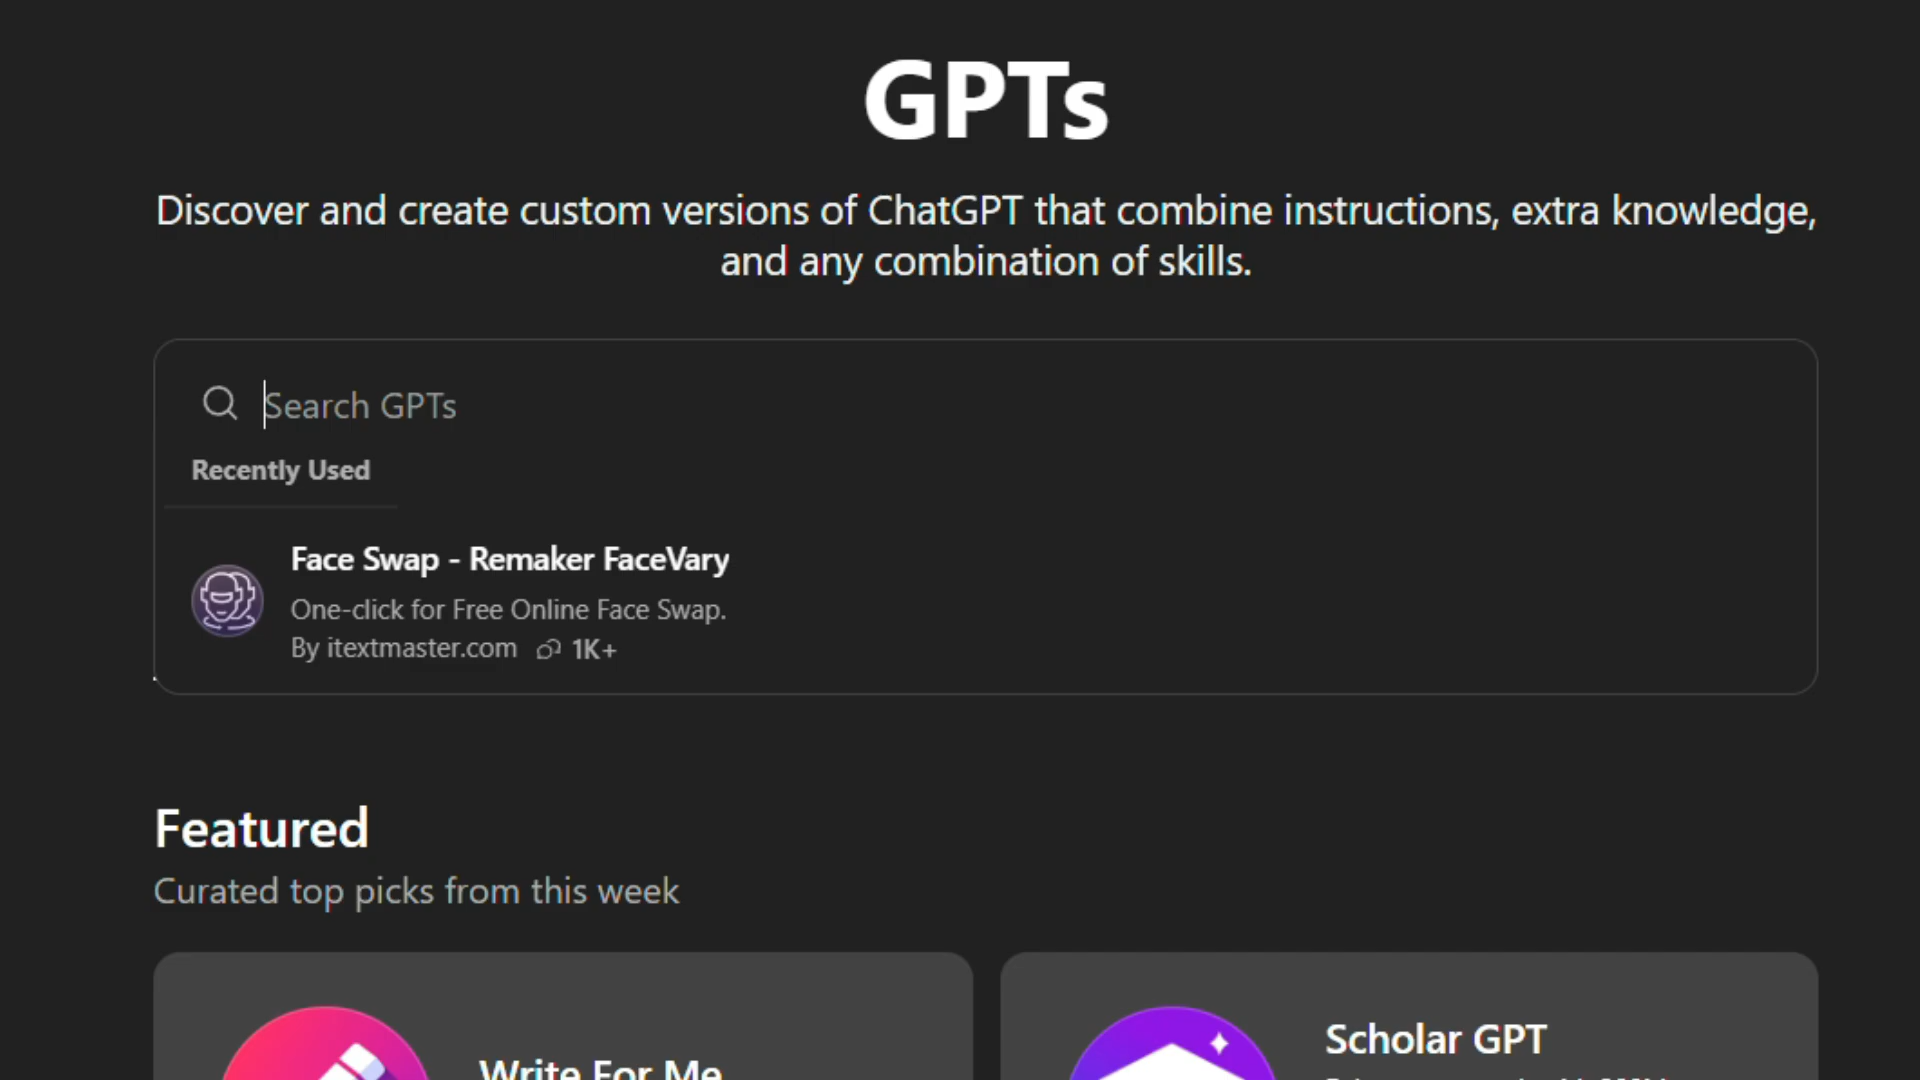 GPTs
Discover and create custom versions of ChatGPT that combine instructions, extra knowledge,
and any combination of skills.
Search GPTs
Recently Used
Face Swap - Remaker FaceVary
One-click for Free Online Face Swap.
By itextmaster.com 1K+
Featured
Curated top picks from this week
Write For Me
Scholar GPT